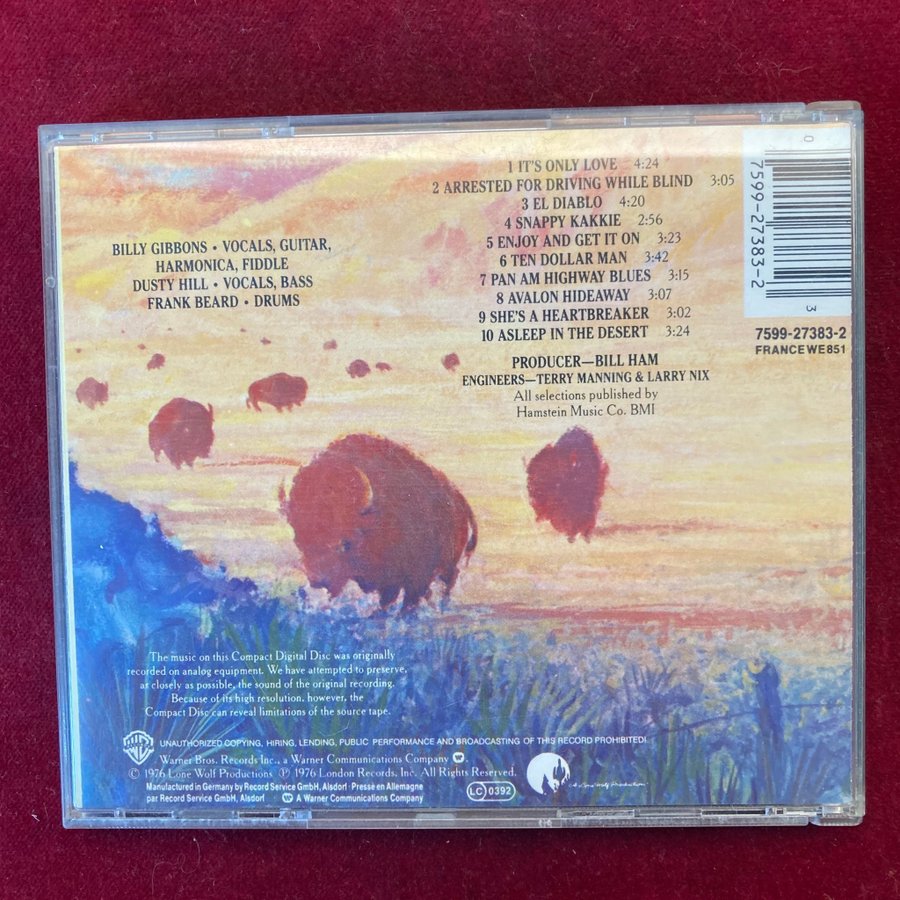 BILLY GIBBONS • VOCALS, GUITAR,
HARMONICA, FIDDLE
DUSTY HILL • VOCALS, BASS
FRANK BEARD • DRUMS
1 IT'S ONLY LOVE 4:24
2 ARRESTED FOR DRIVING WHILE BLIND 3:05
3 EL DIABLO 4:20
4 SNAPPY KAKKIE 2:56
5 ENJOY AND GET IT ON 3:23
6 TEN DOLLAR MAN 3:42
7 PAN AM HIGHWAY BLUES 3:15
8 AVALON HIDEAWAY 3:07
9 SHE'S A HEARTBREAKER 3:02
10 ASLEEP IN THE DESERT 3:24
PRODUCER—BILL HAM
ENGINEERS—TERRY MANNING & LARRY NIX
All selections published by
Hamstein Music Co. BMI
0
7599-27383-2
3
7599-27383-2
FRANCE WE 851
The music on this Compact Digital Disc was originally
recorded on analog equipment. We have attempted to preserve,
as closely as possible, the sound of the original recording.
Because of its high resolution, however, the
Compact Disc can reveal limitations of the source tape.
UNAUTHORIZED COPYING, HIRING, LENDING, PUBLIC PERFORMANCE AND BROADCASTING OF THIS RECORD PROHIBITED!
Warner Bros. Records Inc., a Warner Communications Company
© 1976 Lone Wolf Productions ℗ 1976 London Records, Inc. All Rights Reserved.
Manufactured in Germany by Record Service GmbH, Alsdorf · Presse en Allemagne
par Record Service GmbH, Alsdorf A Warner Communications Company
LC 0392
A Lone Wolf Production